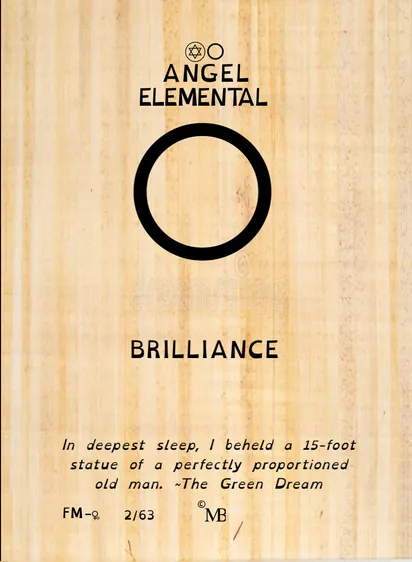 ANGEL
ELEMENTAL
BRILLIANCE
In deepest sleep, I beheld a 15-foot
statue of a perfectly proportioned
old man. ~The Green Dream
FM-♀ 2/63 © MB